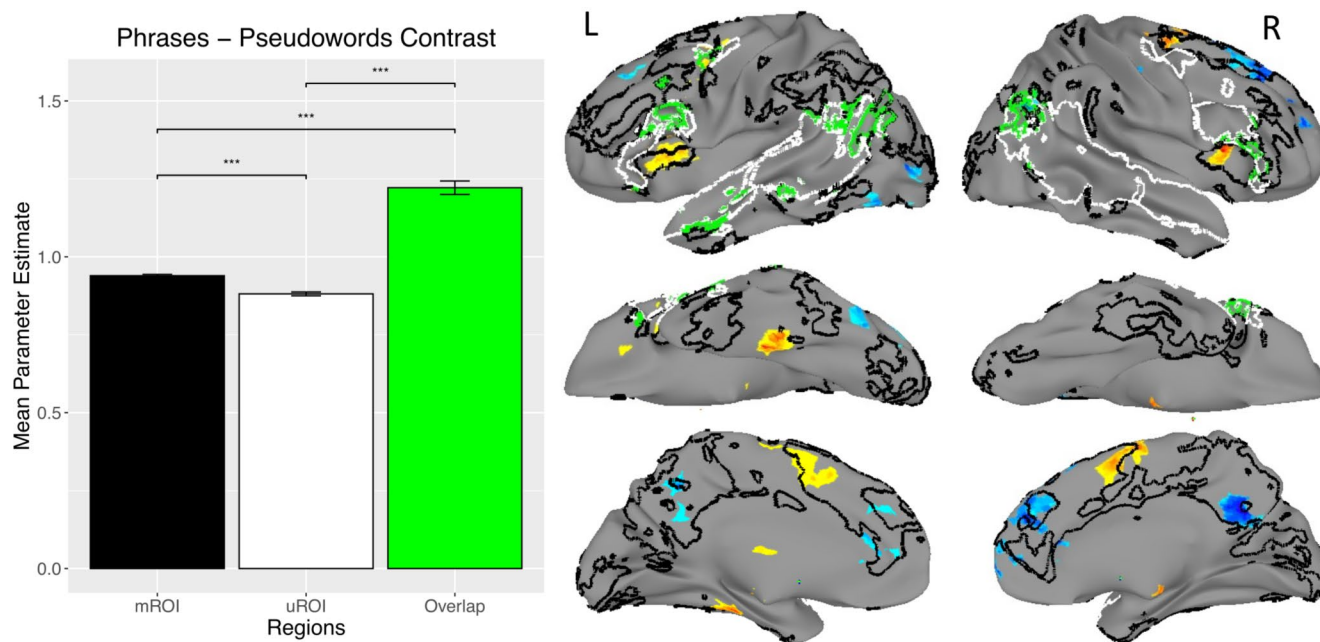 Phrases – Pseudowords Contrast
***
***
***
1.5
1.0
0.5
0.0
Mean Parameter Estimate
mROI
uROI
Overlap
Regions
L
R